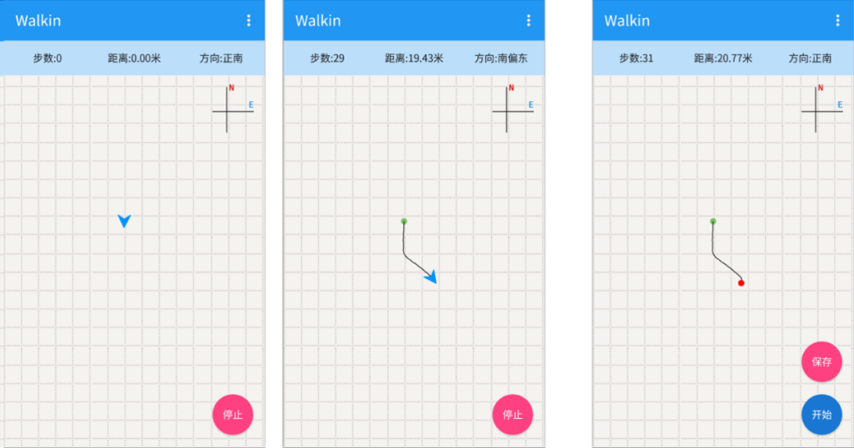 Walkin
步数:0 距离:0.00米 方向:正南
N
E
停止
Walkin
步数:29 距离:19.43米 方向:南偏东
N
E
停止
Walkin
步数:31 距离:20.77米 方向:正南
N
E
保存
开始